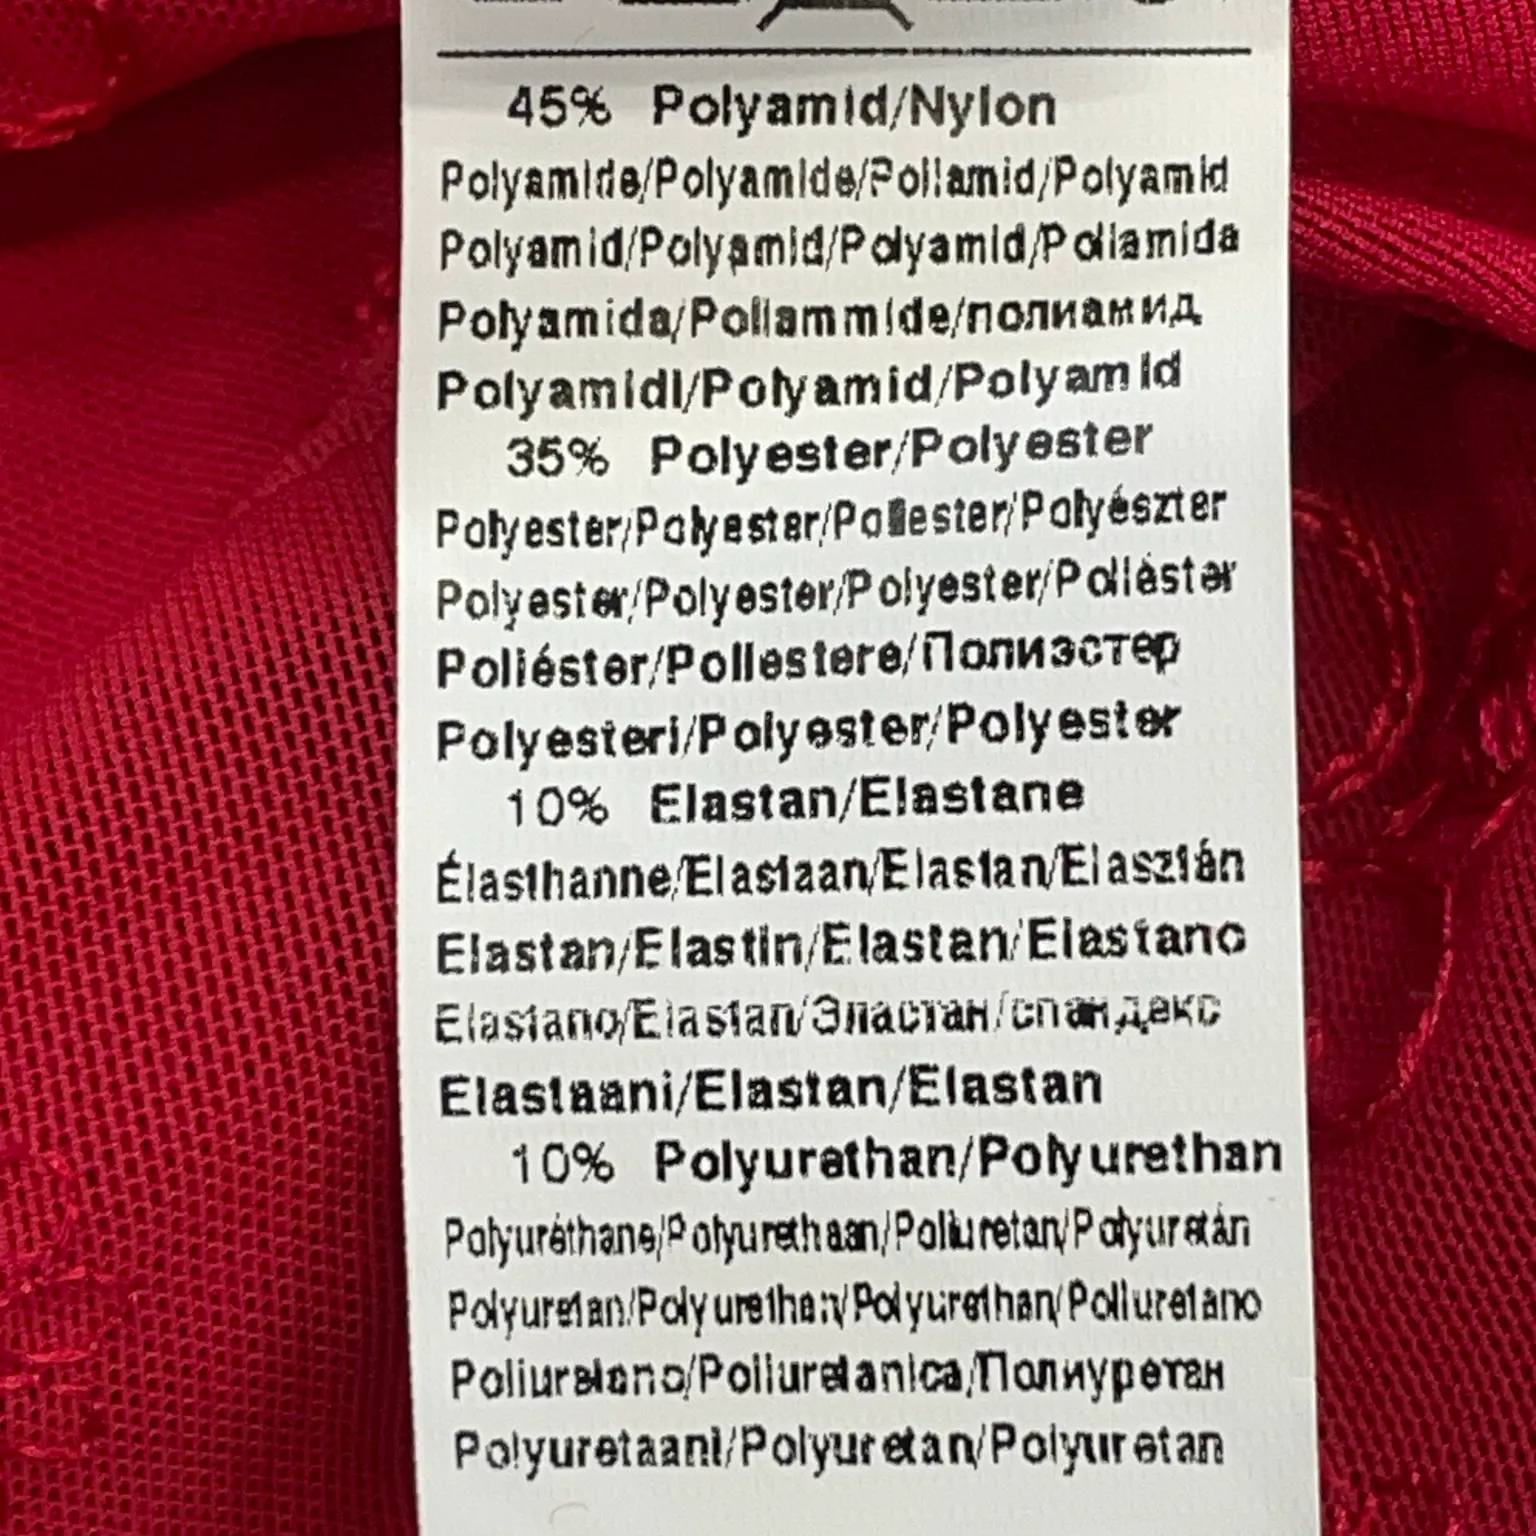 45% Polyamid/Nylon
Polyamide/Polyamide/Poliamid/Polyamid
Polyamid/Polyamid/Polyamid/Poliamida
Polyamida/Poliammide/полиамид
Polyamidi/Polyamid/Polyamid
35% Polyester/Polyester
Polyester/Polyester/Poliester/Polyészter
Polyester/Polyester/Polyester/Poliéster
Poliéster/Poliestere/Полиэстер
Polyesteri/Polyester/Polyester
10% Elastan/Elastane
Élasthanne/Elastaan/Elastan/Elasztán
Elastan/Elastin/Elastan/Elastano
Elastano/Elastan/Эластан/спандекс
Elastaani/Elastan/Elastan
10% Polyurethan/Polyurethan
Polyuréthane/Polyurethaan/Poliuretan/Polyuretán
Polyuretan/Polyurethan/Polyurethan/Poliuretano
Poliuretano/Poliuretanica/Полиуретан
Polyuretaani/Polyuretan/Polyuretan